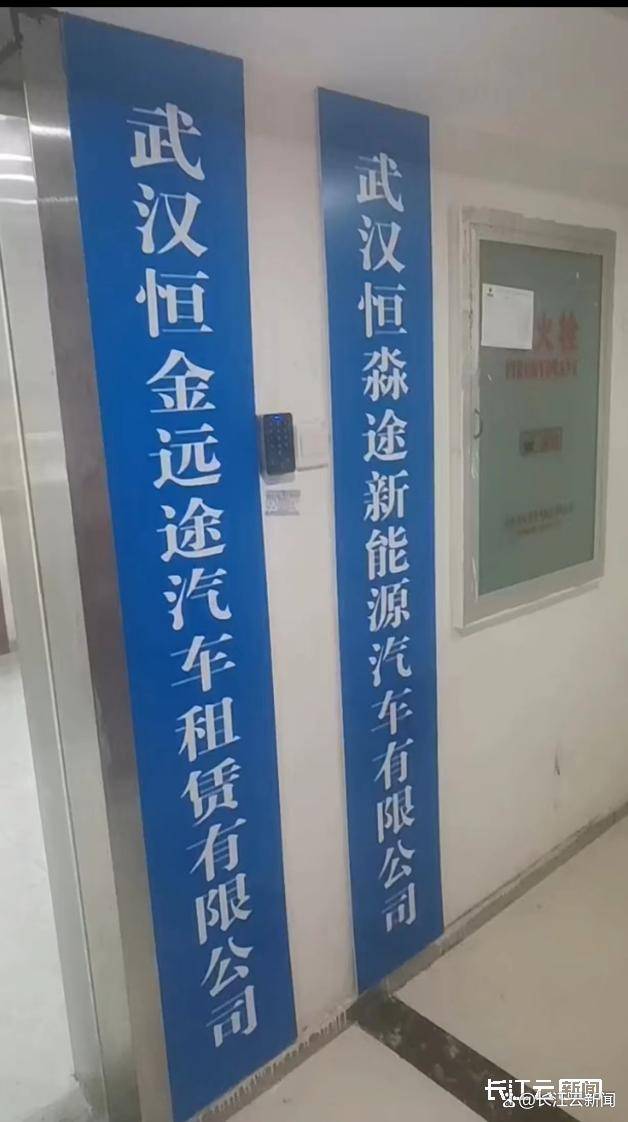 武汉恒金远途汽车租赁有限公司
武汉恒淼途新能源汽车有限公司
火栓
长江云新闻
@长江云新闻